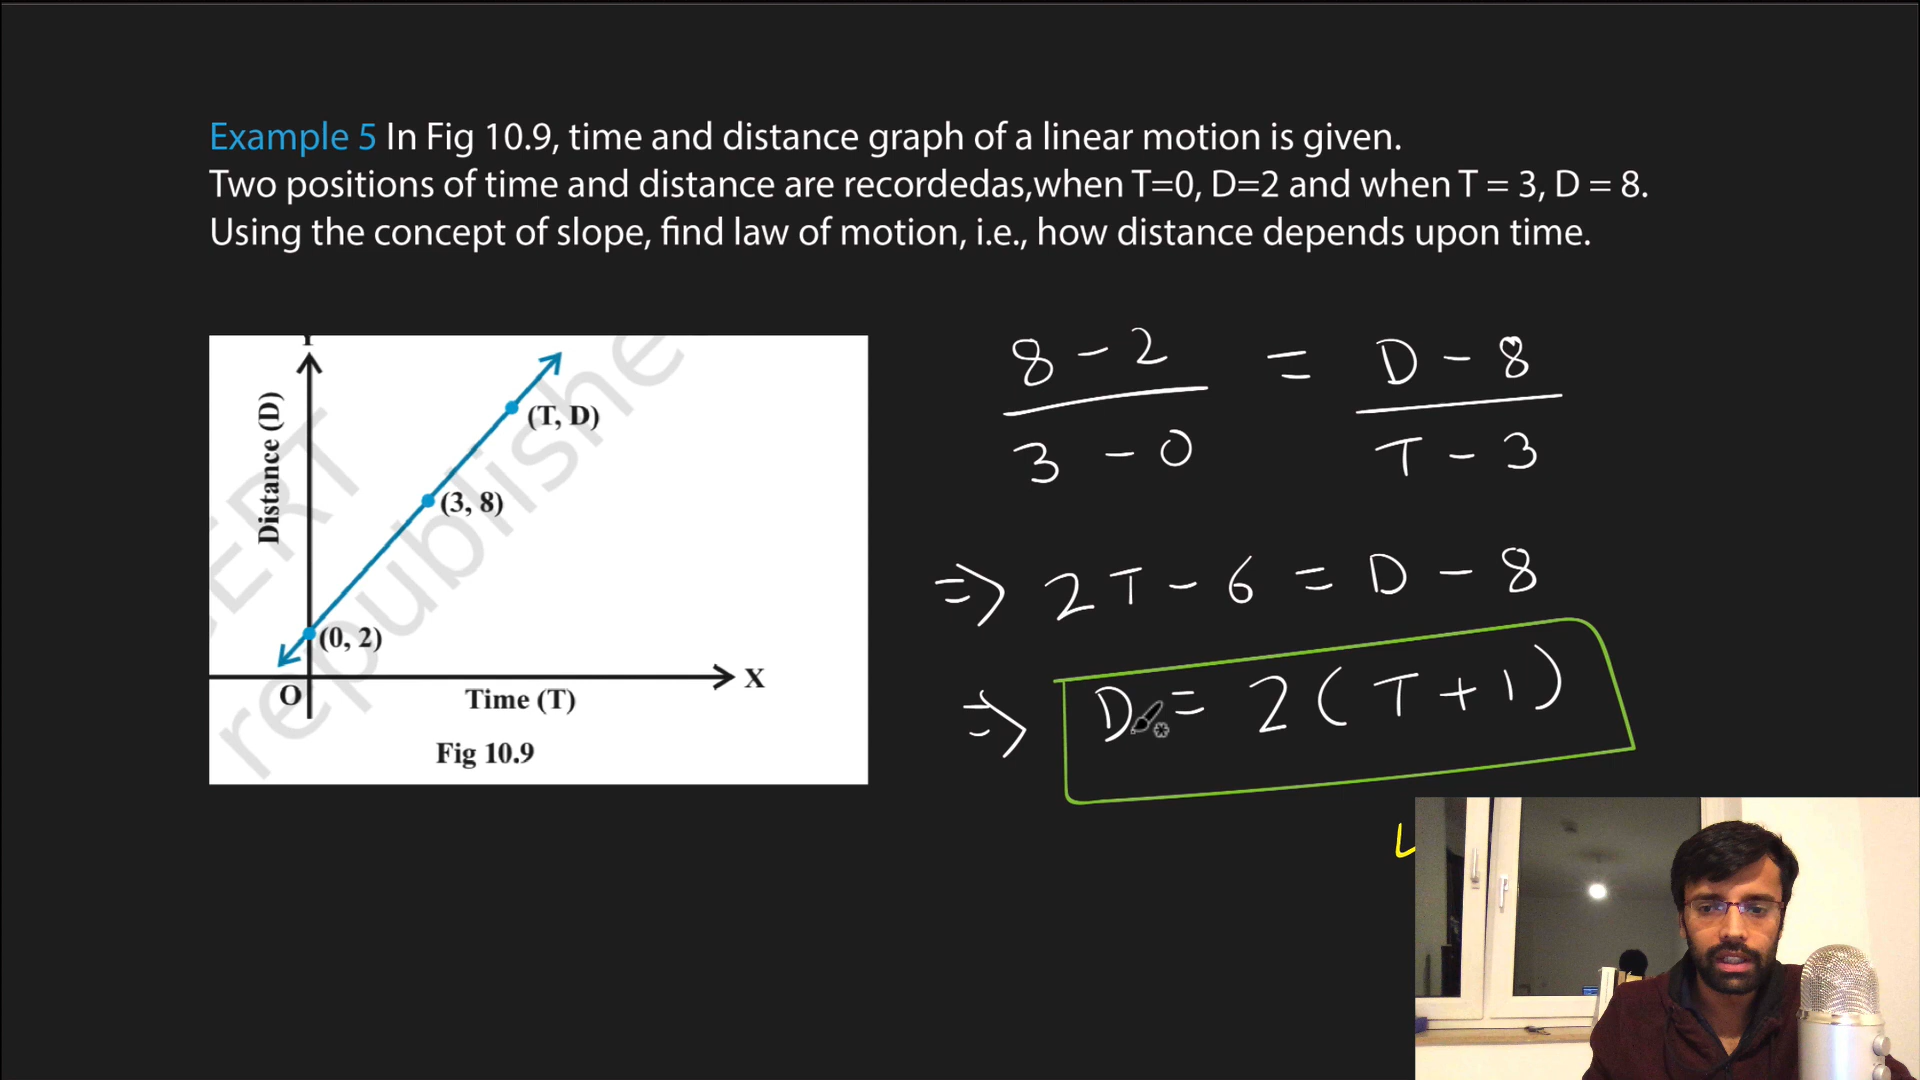 Example 5 In Fig 10.9, time and distance graph of a linear motion is given.
Two positions of time and distance are recordedas,when T=0, D=2 and when T = 3, D = 8.
Using the concept of slope, find law of motion, i.e., how distance depends upon time.
Distance (D)
(T, D)
(3, 8)
(0, 2)
O
X
Time (T)
Fig 10.9
ERT
republishe
8 - 2 = D - 8
3 - 0 T - 3
=> 2T - 6 = D - 8
=> D = 2(T + 1)